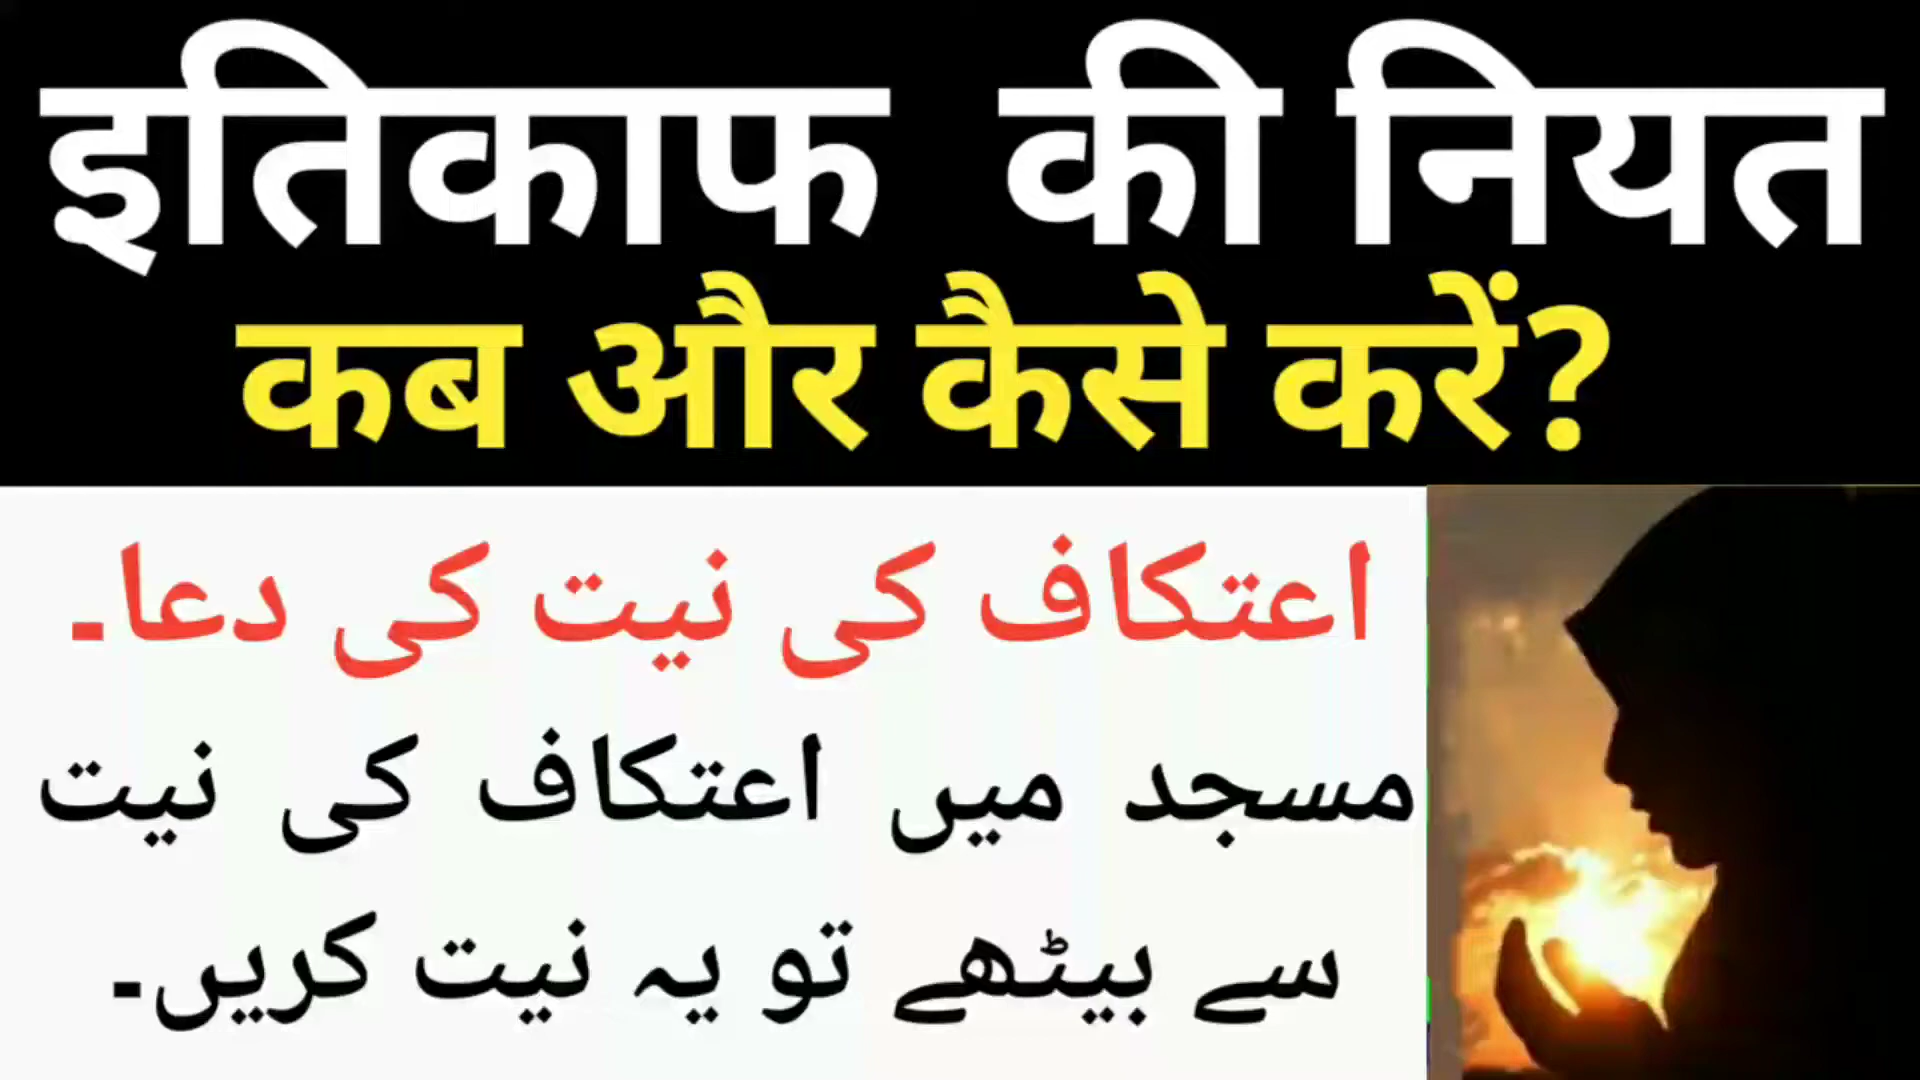 इतिकाफ की नियत
कब और कैसे करें?
اعتکاف کی نیت کی دعا۔
مسجد میں اعتکاف کی نیت
سے بیٹھے تو یہ نیت کریں۔